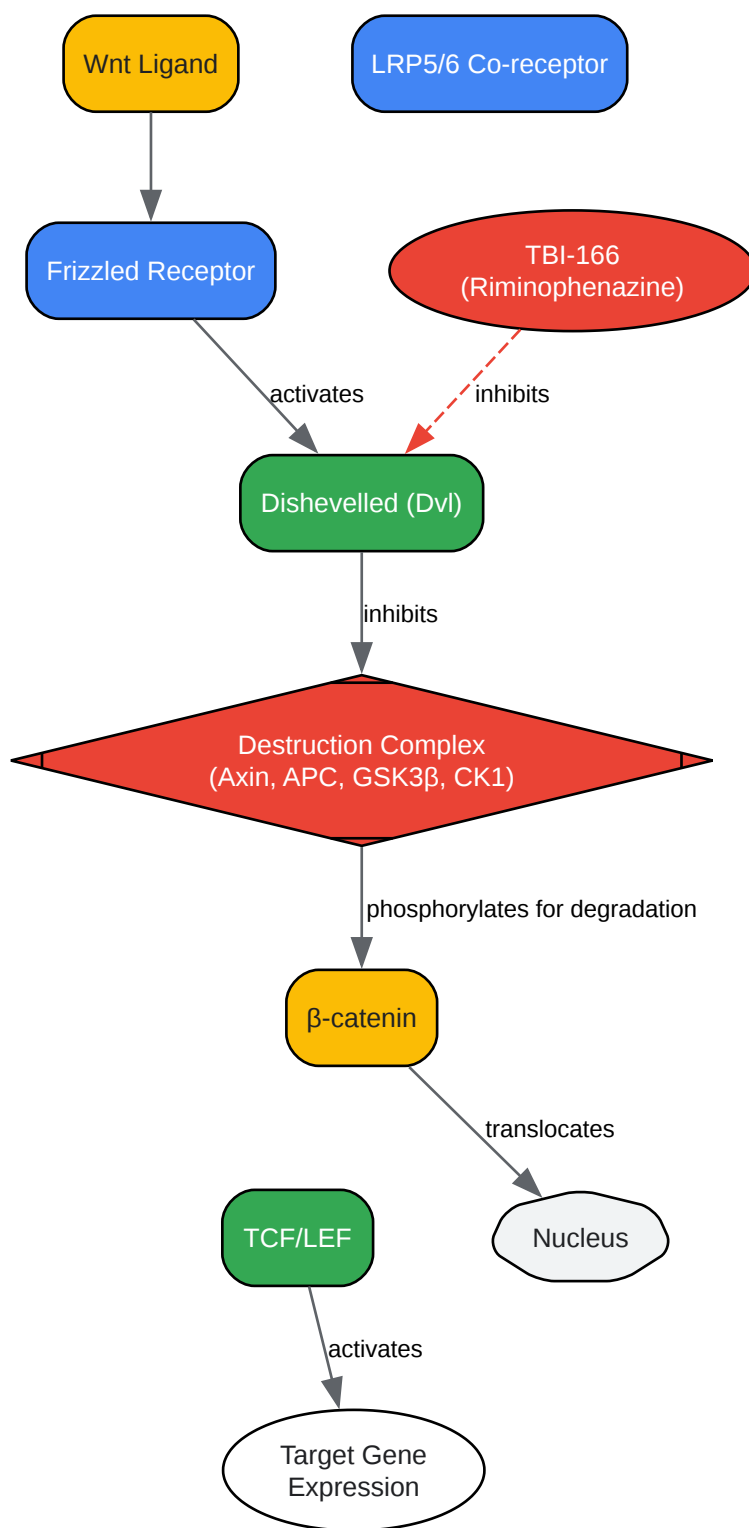 Wnt Ligand
LRP5/6 Co-receptor
Frizzled Receptor
TBI-166
(Riminophenazine)
activates
inhibits
Dishevelled (Dvl)
inhibits
Destruction Complex
(Axin, APC, GSK3β, CK1)
phosphorylates for degradation
β-catenin
translocates
TCF/LEF
Nucleus
activates
Target Gene
Expression